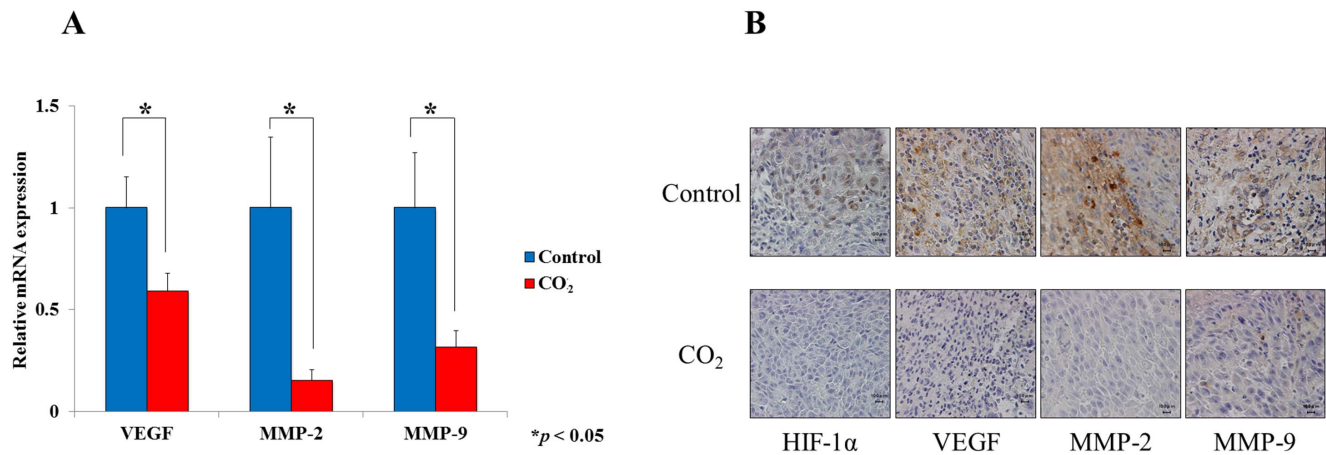 A
B
Relative mRNA expression
1.5
1
0.5
0
*
*
*
VEGF
MMP-2
MMP-9
Control
CO2
*p < 0.05
Control
CO2
HIF-1α
VEGF
MMP-2
MMP-9